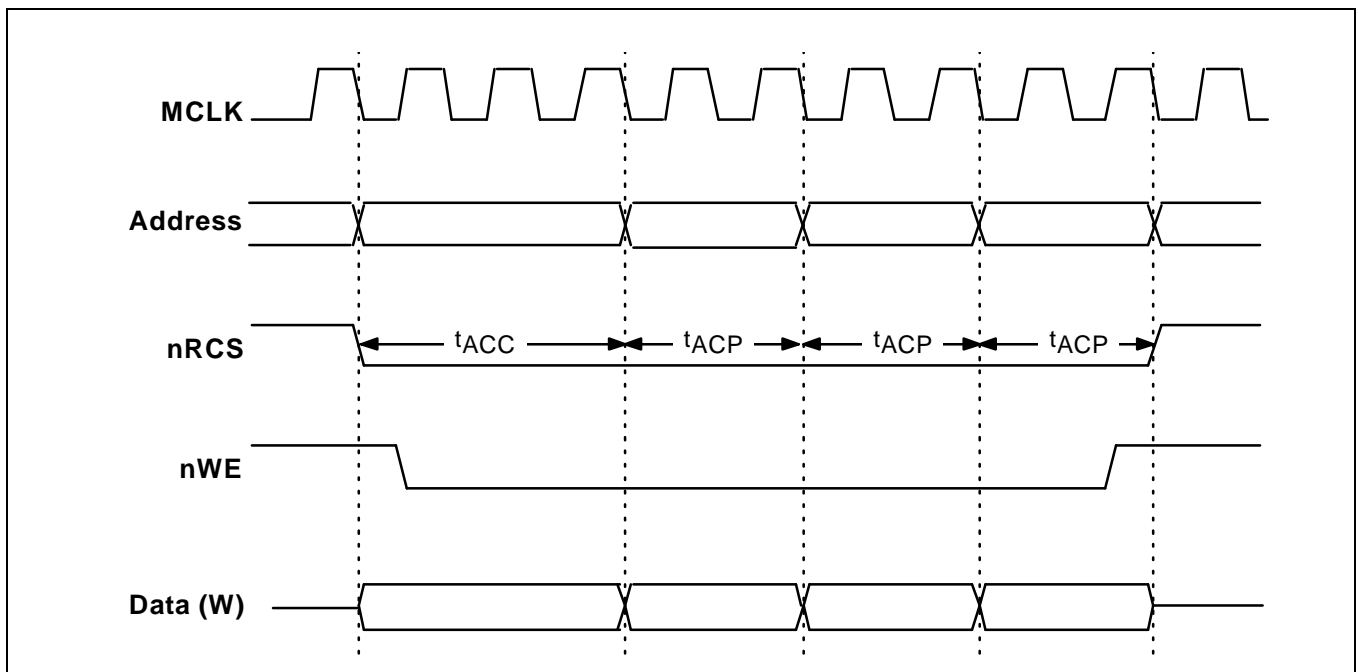 MCLK
Address
nRCS
tACC
tACP
tACP
tACP
nWE
Data (W)